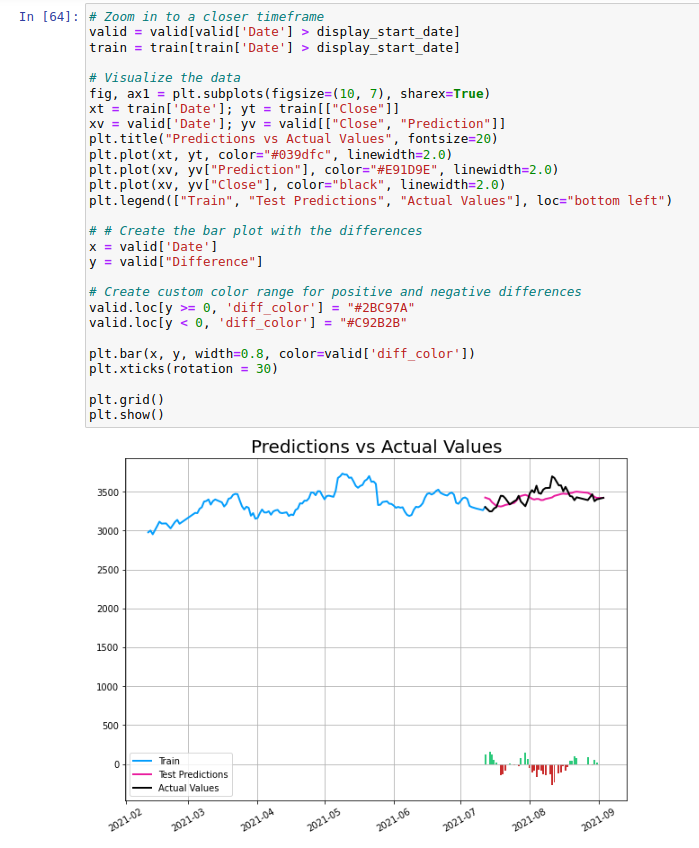 In [64]:
# Zoom in to a closer timeframe
valid = valid[valid['Date'] > display_start_date]
train = train[train['Date'] > display_start_date]
# Visualize the data
fig, ax1 = plt.subplots(figsize=(10, 7), sharex=True)
xt = train['Date']; yt = train[["Close"]]
xv = valid['Date']; yv = valid[["Close", "Prediction"]]
plt.title("Predictions vs Actual Values", fontsize=20)
plt.plot(xt, yt, color="#039dfc", linewidth=2.0)
plt.plot(xv, yv["Prediction"], color="#E91D9E", linewidth=2.0)
plt.plot(xv, yv["Close"], color="black", linewidth=2.0)
plt.legend(["Train", "Test Predictions", "Actual Values"], loc="bottom left")
# # Create the bar plot with the differences
x = valid['Date']
y = valid["Difference"]
# Create custom color range for positive and negative differences
valid.loc[y >= 0, 'diff_color'] = "#2BC97A"
valid.loc[y < 0, 'diff_color'] = "#C92B2B"
plt.bar(x, y, width=0.8, color=valid['diff_color'])
plt.xticks(rotation = 30)
plt.grid()
plt.show()
Predictions vs Actual Values
3500
3000
2500
2000
1500
1000
500
0
Train
Test Predictions
Actual Values
2021-02
2021-03
2021-04
2021-05
2021-06
2021-07
2021-08
2021-09